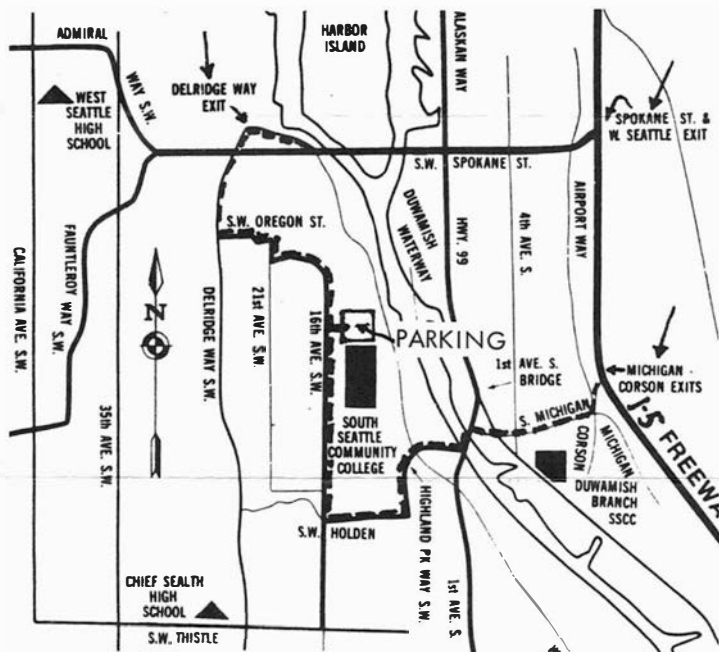 ADMIRAL
WAY S.W.
HARBOR
ISLAND
ALASKAN WAY
DELRIDGE WAY
EXIT
WEST
SEATTLE
HIGH
SCHOOL
SPOKANE ST. &
W. SEATTLE EXIT
S.W. SPOKANE ST.
CALIFORNIA AVE. S.W.
FAUNTLEROY WAY S.W.
35th AVE. S.W.
N
DELRIDGE WAY S.W.
S.W. OREGON ST.
21st AVE. S.W.
16th AVE. S.W.
DUWAMISH
WATERWAY
HWY. 99
4th AVE. S.
AIRPORT WAY
PARKING
1st AVE. S.
BRIDGE
MICHIGAN -
CORSON EXITS
I-5 FREEWA
S. MICHIGAN
CORSON
MICHIGAN
SOUTH
SEATTLE
COMMUNITY
COLLEGE
DUWAMISH
BRANCH
SSCC
HIGHLAND PK WAY S.W.
1st AVE. S.
S.W. HOLDEN
CHIEF SEALTH
HIGH
SCHOOL
S.W. THISTLE